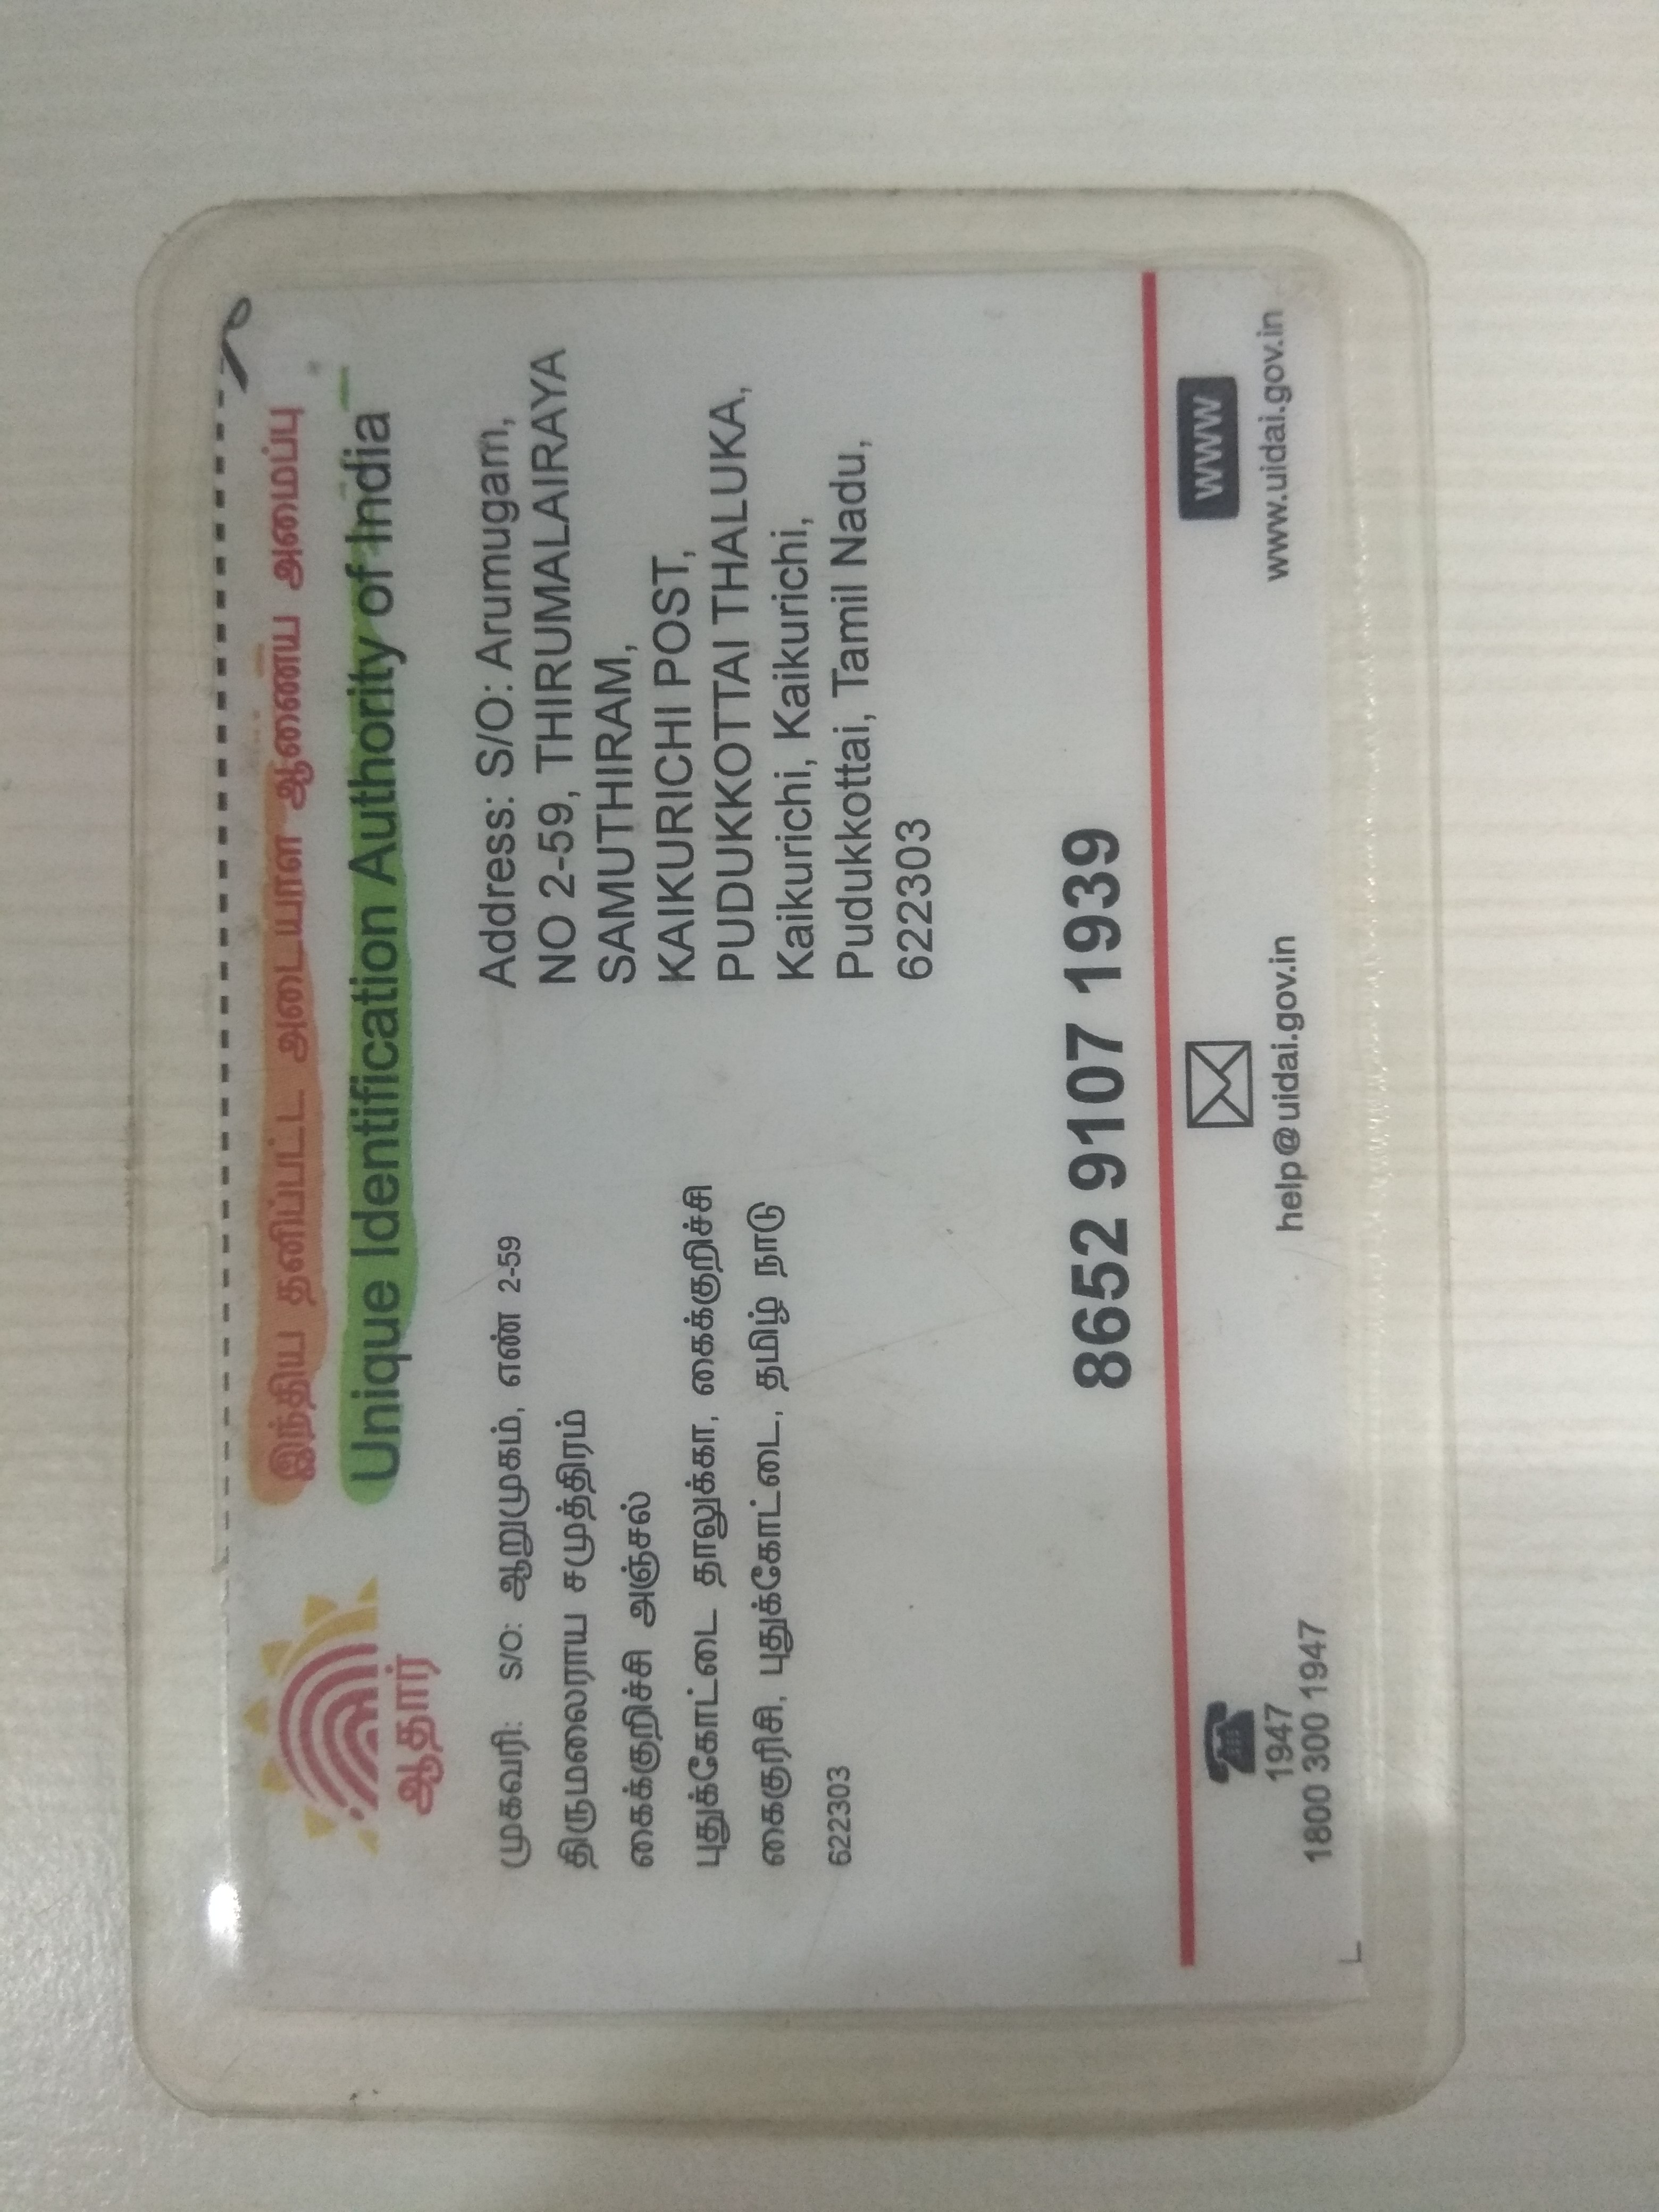 இந்திய தனிப்பட்ட அடையாள ஆணைய அமைப்பு
Unique Identification Authority of India
ஆதார்
முகவரி: S/O: ஆறுமுகம், எண் 2-59
திருமலைராய சமுத்திரம்
கைக்குறிச்சி அஞ்சல்
புதுக்கோட்டை தாலுக்கா, கைக்குறிச்சி
கைகுரிசி, புதுக்கோட்டை, தமிழ் நாடு
622303
Address: S/O: Arumugam,
NO 2-59, THIRUMALAIRAYA
SAMUTHIRAM,
KAIKURICHI POST,
PUDUKKOTTAI THALUKA,
Kaikurichi, Kaikurichi,
Pudukkottai, Tamil Nadu,
622303
8652 9107 1939
1947
1800 300 1947
help@uidai.gov.in
WWW
www.uidai.gov.in